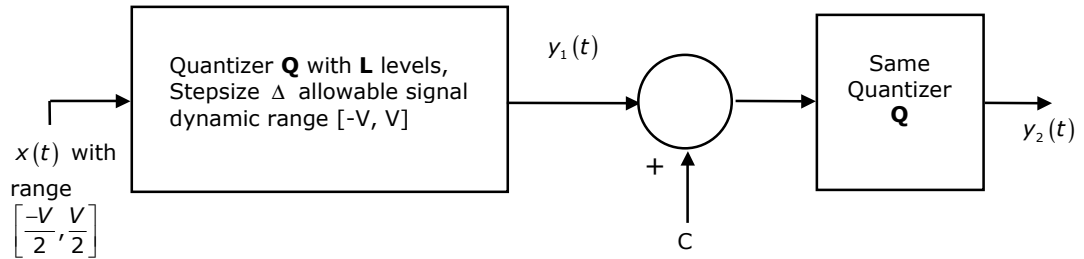 Quantizer Q with L levels,
Stepsize Δ allowable signal
dynamic range [-V, V]
y₁(t)
Same
Quantizer
Q
x(t) with
range
[-V/2, V/2]
+
C
y₂(t)